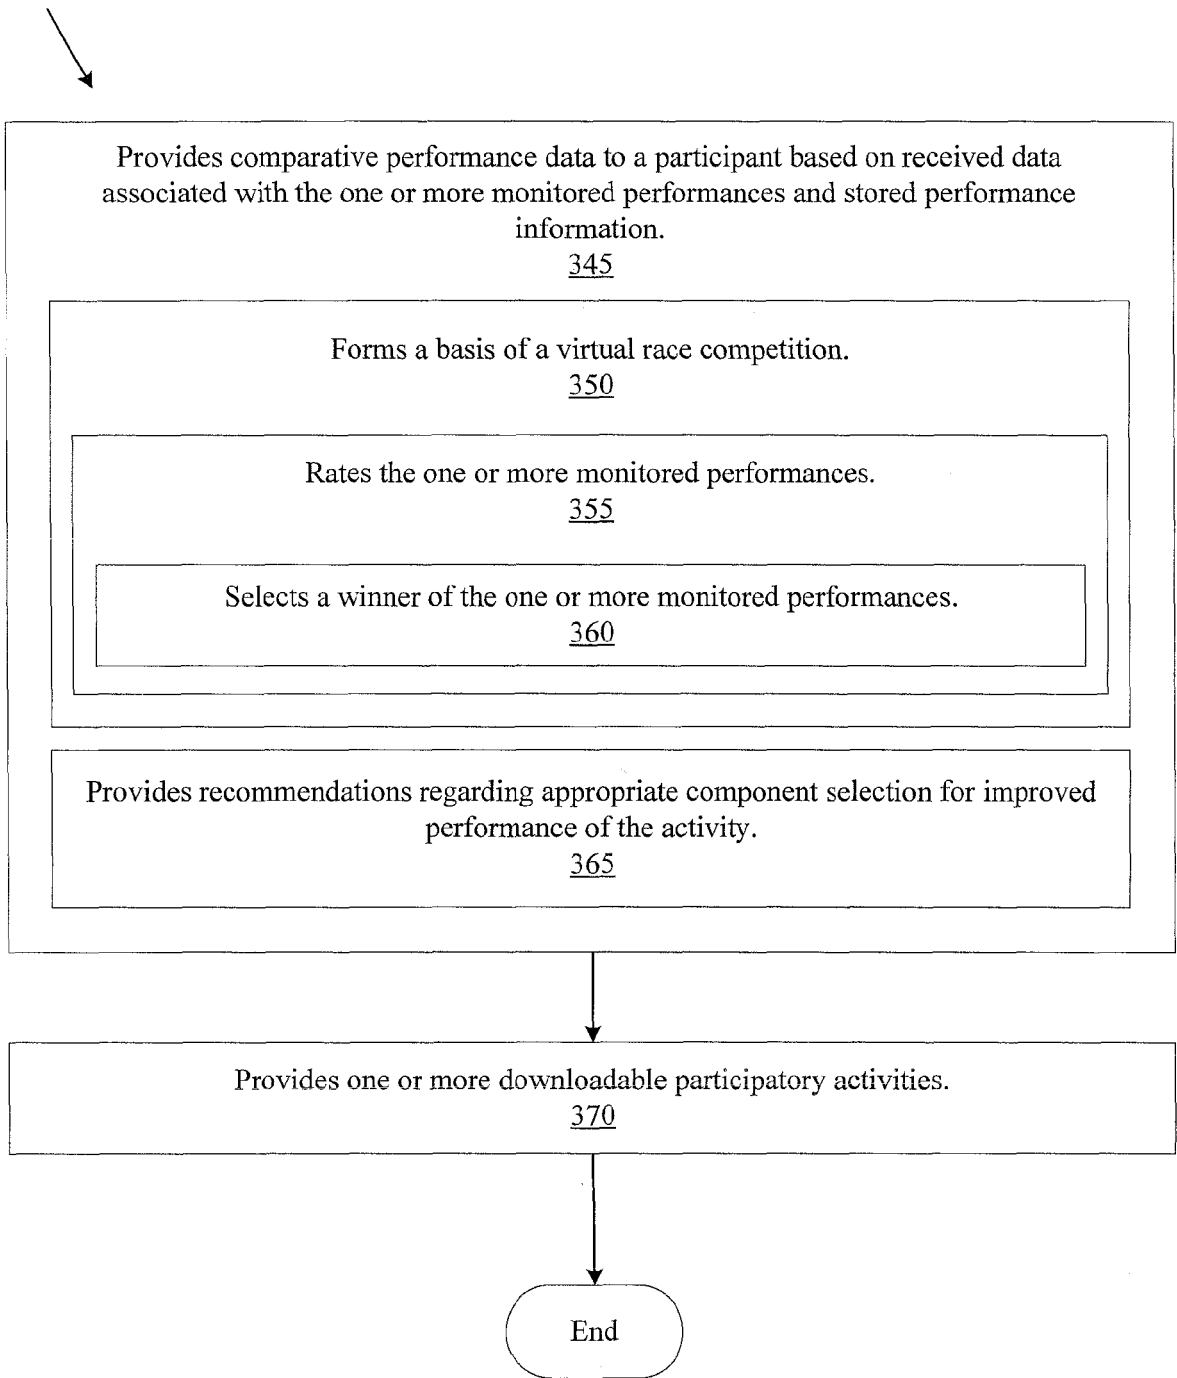 Provides comparative performance data to a participant based on received data
associated with the one or more monitored performances and stored performance
information.
345
Forms a basis of a virtual race competition.
350
Rates the one or more monitored performances.
355
Selects a winner of the one or more monitored performances.
360
Provides recommendations regarding appropriate component selection for improved
performance of the activity.
365
Provides one or more downloadable participatory activities.
370
End